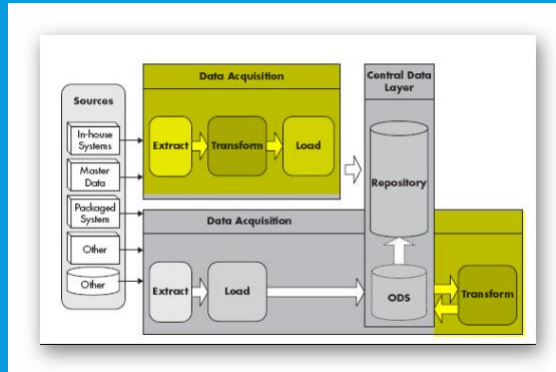 Sources
In-house
Systems
Master
Data
Packaged
System
Other
Other
Data Acquisition
Extract
Transform
Load
Data Acquisition
Extract
Load
Central Data
Layer
Repository
ODS
Transform